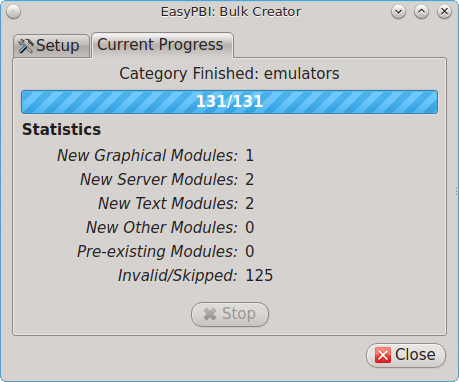 EasyPBI: Bulk Creator
Setup
Current Progress
Category Finished: emulators
131/131
Statistics
New Graphical Modules: 1
New Server Modules: 2
New Text Modules: 2
New Other Modules: 0
Pre-existing Modules: 0
Invalid/Skipped: 125
Stop
Close